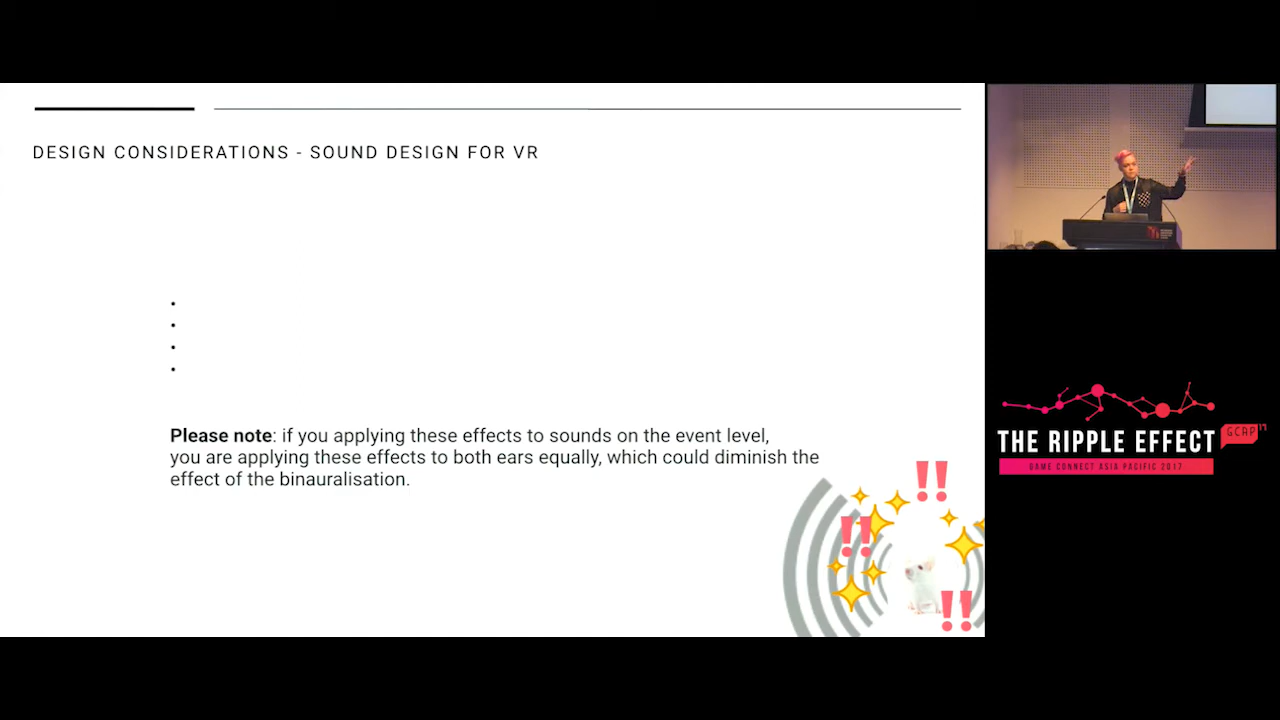 DESIGN CONSIDERATIONS - SOUND DESIGN FOR VR
Please note: if you applying these effects to sounds on the event level,
you are applying these effects to both ears equally, which could diminish the
effect of the binauralisation.
THE RIPPLE EFFECT
GCAP 17
GAME CONNECT ASIA PACIFIC 2017